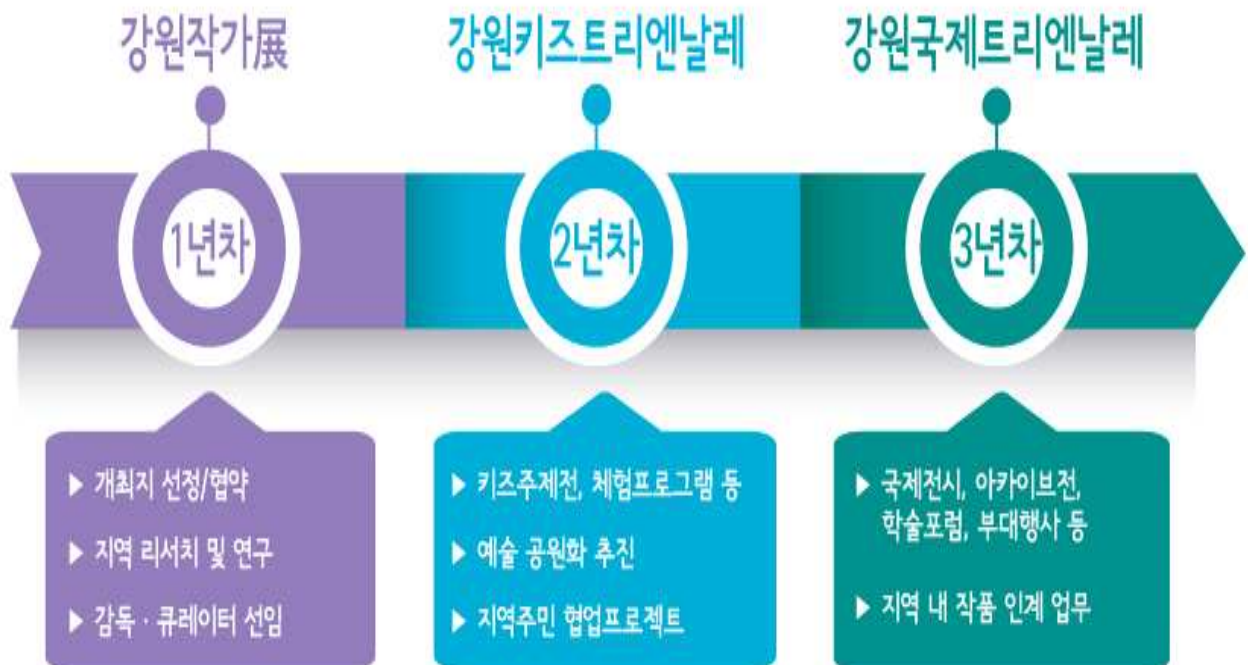 강원작가展
강원키즈트리엔날레
강원국제트리엔날레
1년차
2년차
3년차
▶ 개최지 선정/협약
▶ 지역 리서치 및 연구
▶ 감독 · 큐레이터 선임
▶ 키즈주제전, 체험프로그램 등
▶ 예술 공원화 추진
▶ 지역주민 협업프로젝트
▶ 국제전시, 아카이브전,
학술포럼, 부대행사 등
▶ 지역 내 작품 인계 업무